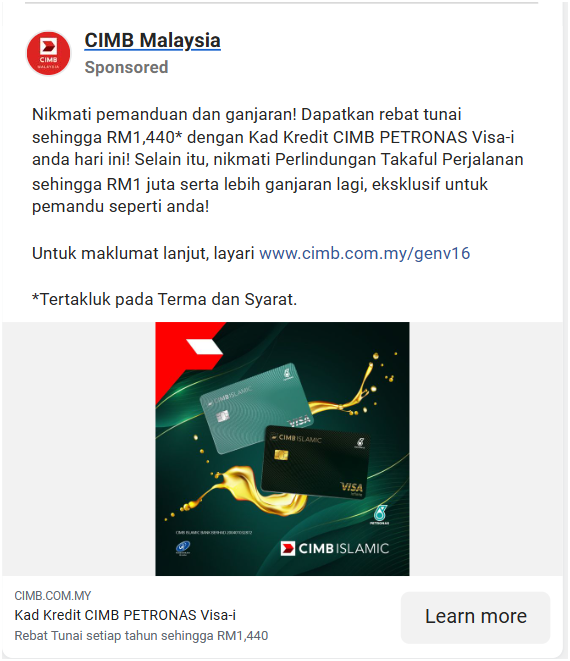 CIMB
MALAYSIA
CIMB Malaysia
Sponsored
Nikmati pemanduan dan ganjaran! Dapatkan rebat tunai
sehingga RM1,440* dengan Kad Kredit CIMB PETRONAS Visa-i
anda hari ini! Selain itu, nikmati Perlindungan Takaful Perjalanan
sehingga RM1 juta serta lebih ganjaran lagi, eksklusif untuk
pemandu seperti anda!
Untuk maklumat lanjut, layari www.cimb.com.my/genv16
*Tertakluk pada Terma dan Syarat.
CIMB ISLAMIC
VISA
CIMB ISLAMIC
VISA
PETRONAS
CIMB ISLAMIC
CIMB.COM.MY
Kad Kredit CIMB PETRONAS Visa-i
Rebat Tunai setiap tahun sehingga RM1,440
Learn more